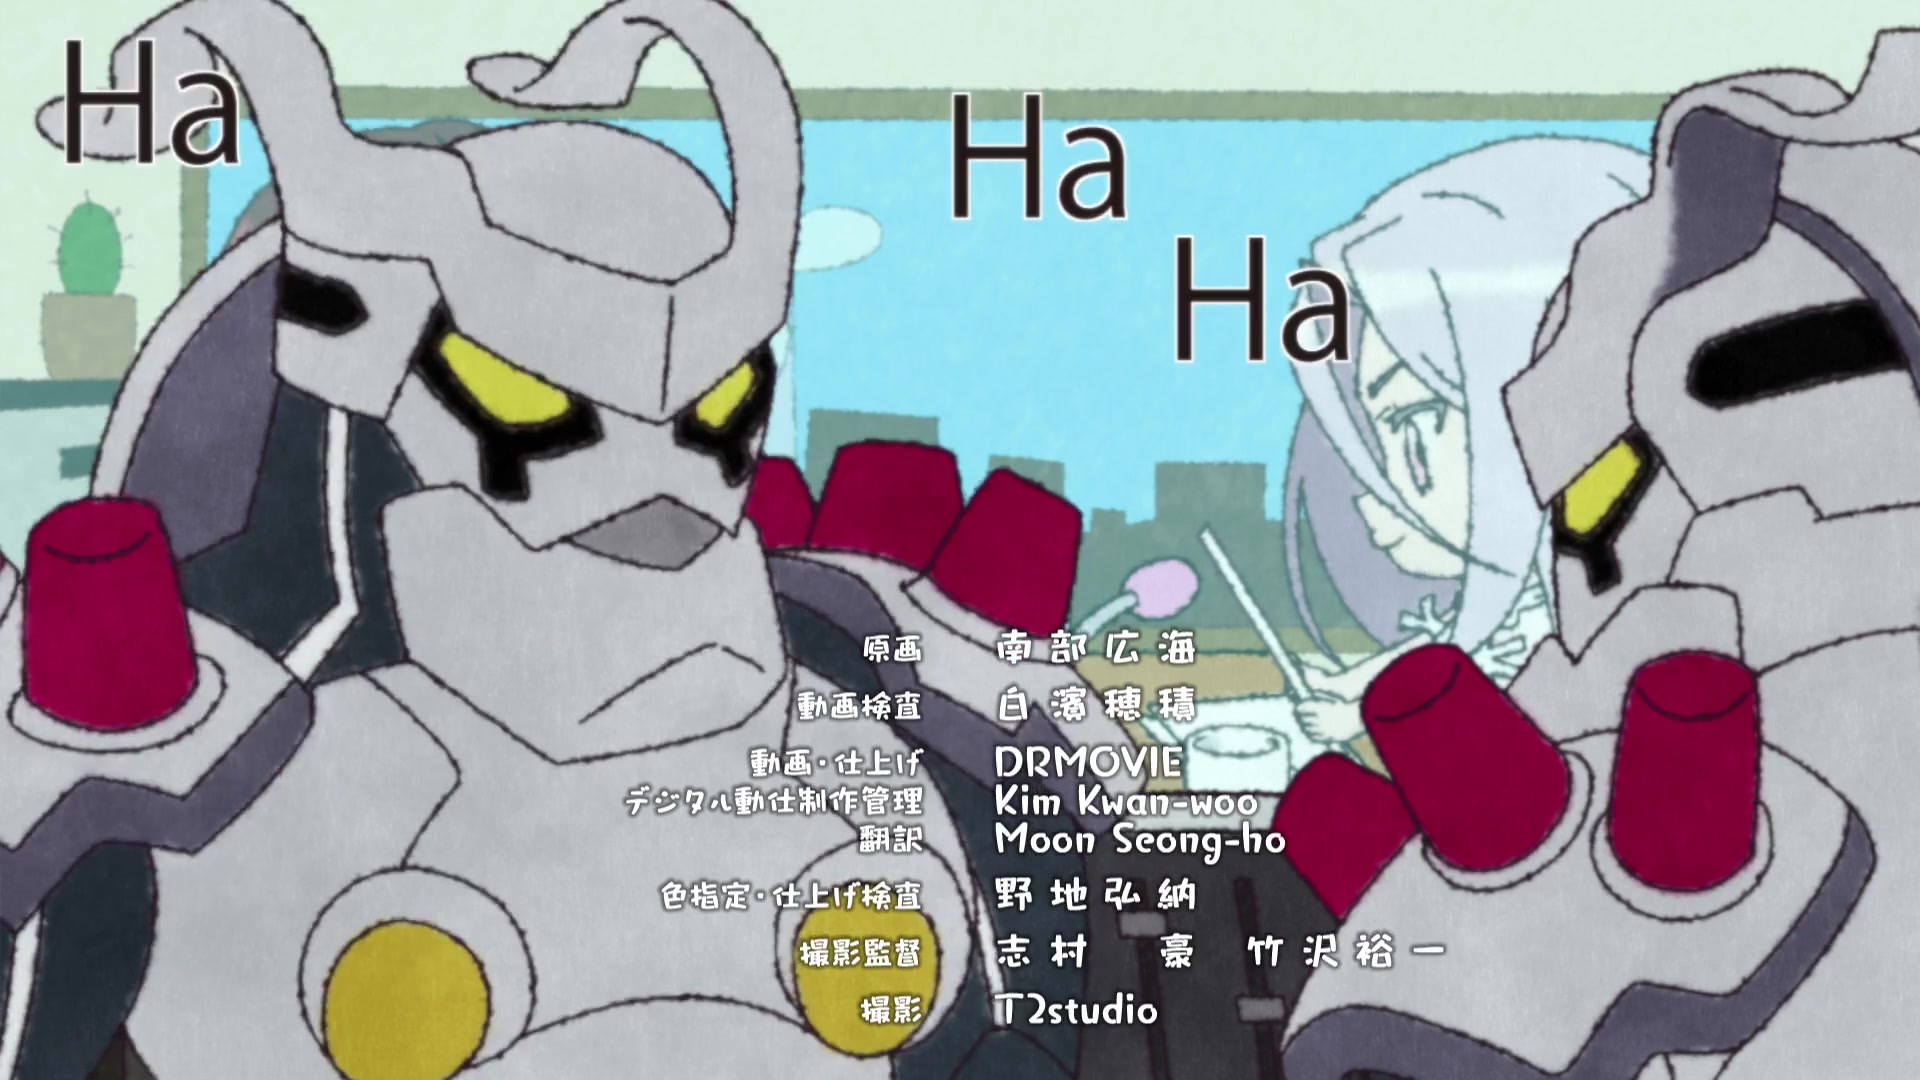 Ha
Ha
Ha
原画 南部広海
動画検査 白濱穂積
動画・仕上げ DRMOVIE
デジタル動仕制作管理 Kim Kwan-woo
翻訳 Moon Seong-ho
色指定・仕上げ検査 野地弘納
撮影監督 志村 豪 竹沢裕一
撮影 T2studio